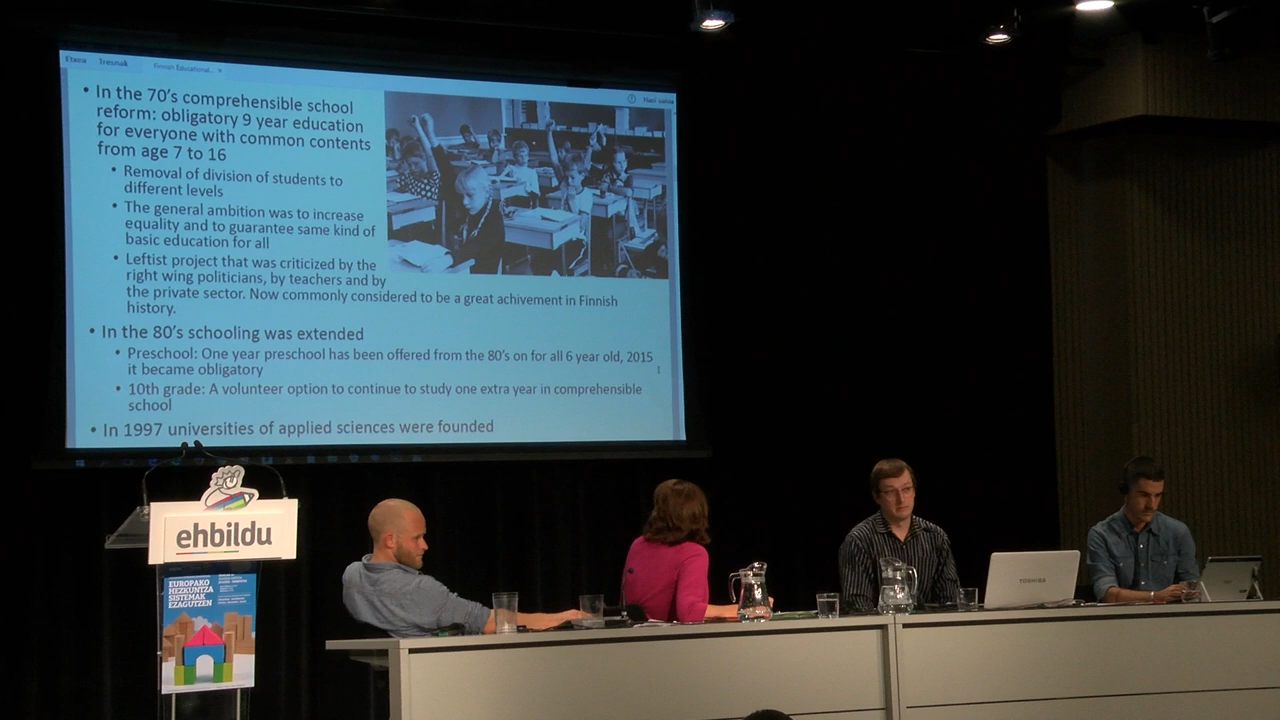 Etxea Tresnak Finnish Educational... ×
Hasi saioa
• In the 70's comprehensible school
reform: obligatory 9 year education
for everyone with common contents
from age 7 to 16
• Removal of division of students to
different levels
• The general ambition was to increase
equality and to guarantee same kind of
basic education for all
• Leftist project that was criticized by the
right wing politicians, by teachers and by
the private sector. Now commonly considered to be a great achivement in Finnish
history.
• In the 80's schooling was extended
• Preschool: One year preschool has been offered from the 80's on for all 6 year old, 2015
it became obligatory
• 10th grade: A volunteer option to continue to study one extra year in comprehensible
school
• In 1997 universities of applied sciences were founded
ehbildu
EUROPAKO
HEZKUNTZA
SISTEMAK
EZAGUTZEN
TOSHIBA